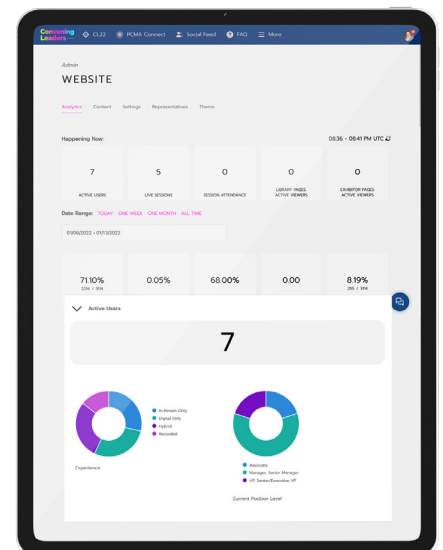 Convening
Leaders
CL22
PCMA Connect
Social Feed
FAQ
More
Admin
WEBSITE
Analytics
Content
Settings
Representatives
Theme
Happening Now:
08:36 - 08:41 PM UTC
7
5
0
0
0
ACTIVE USERS
LIVE SESSIONS
SESSION ATTENDANCE
LIBRARY PAGES
ACTIVE VIEWERS
EXHIBITOR PAGES
ACTIVE VIEWERS
Date Range: TODAY ONE WEEK ONE MONTH ALL TIME
01/06/2022 - 01/13/2022
71.10%
0.05%
68.00%
0.00
8.19%
Active Users
7
In-Person Only
Digital Only
Hybrid
Recorded
Experience
Associate
Manager, Senior Manager
VP, Senior/Executive VP
Current Position Level